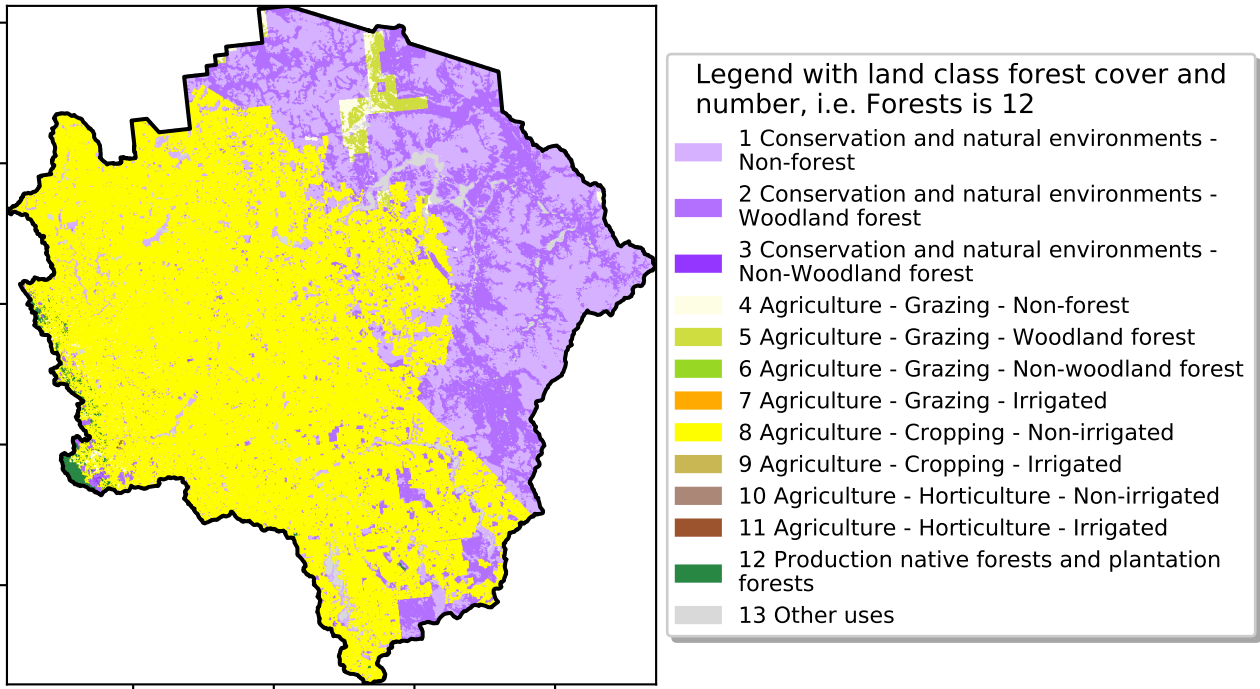 Legend with land class forest cover and
number, i.e. Forests is 12
1 Conservation and natural environments -
Non-forest
2 Conservation and natural environments -
Woodland forest
3 Conservation and natural environments -
Non-Woodland forest
4 Agriculture - Grazing - Non-forest
5 Agriculture - Grazing - Woodland forest
6 Agriculture - Grazing - Non-woodland forest
7 Agriculture - Grazing - Irrigated
8 Agriculture - Cropping - Non-irrigated
9 Agriculture - Cropping - Irrigated
10 Agriculture - Horticulture - Non-irrigated
11 Agriculture - Horticulture - Irrigated
12 Production native forests and plantation
forests
13 Other uses